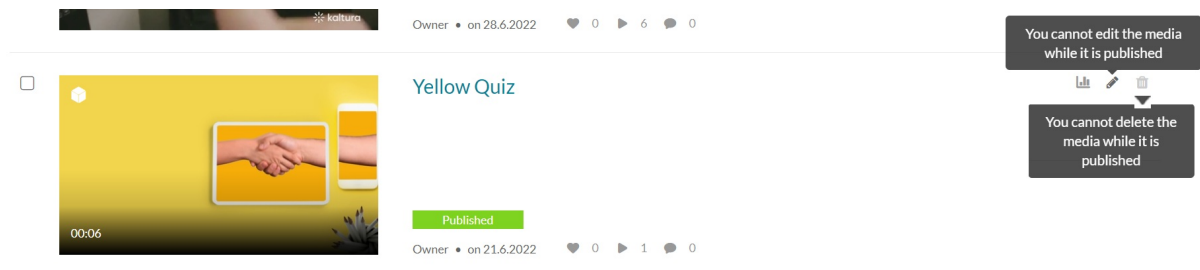 kaltura
Owner • on 28.6.2022 0 6 0
You cannot edit the media
while it is published
Yellow Quiz
You cannot delete the
media while it is
published
00:06
Published
Owner • on 21.6.2022 0 1 0